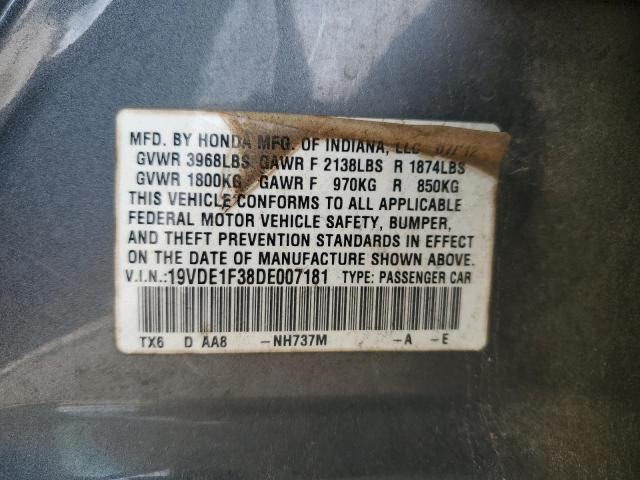 MFD. BY HONDA MFG. OF INDIANA, LLC
GVWR 3968LBS GAWR F 2138LBS R 1874LBS
GVWR 1800KG GAWR F 970KG R 850KG
THIS VEHICLE CONFORMS TO ALL APPLICABLE
FEDERAL MOTOR VEHICLE SAFETY, BUMPER,
AND THEFT PREVENTION STANDARDS IN EFFECT
ON THE DATE OF MANUFACTURE SHOWN ABOVE.
V.I.N.:19VDE1F38DE007181 TYPE: PASSENGER CAR
TX6 D AA8 -NH737M -A -E